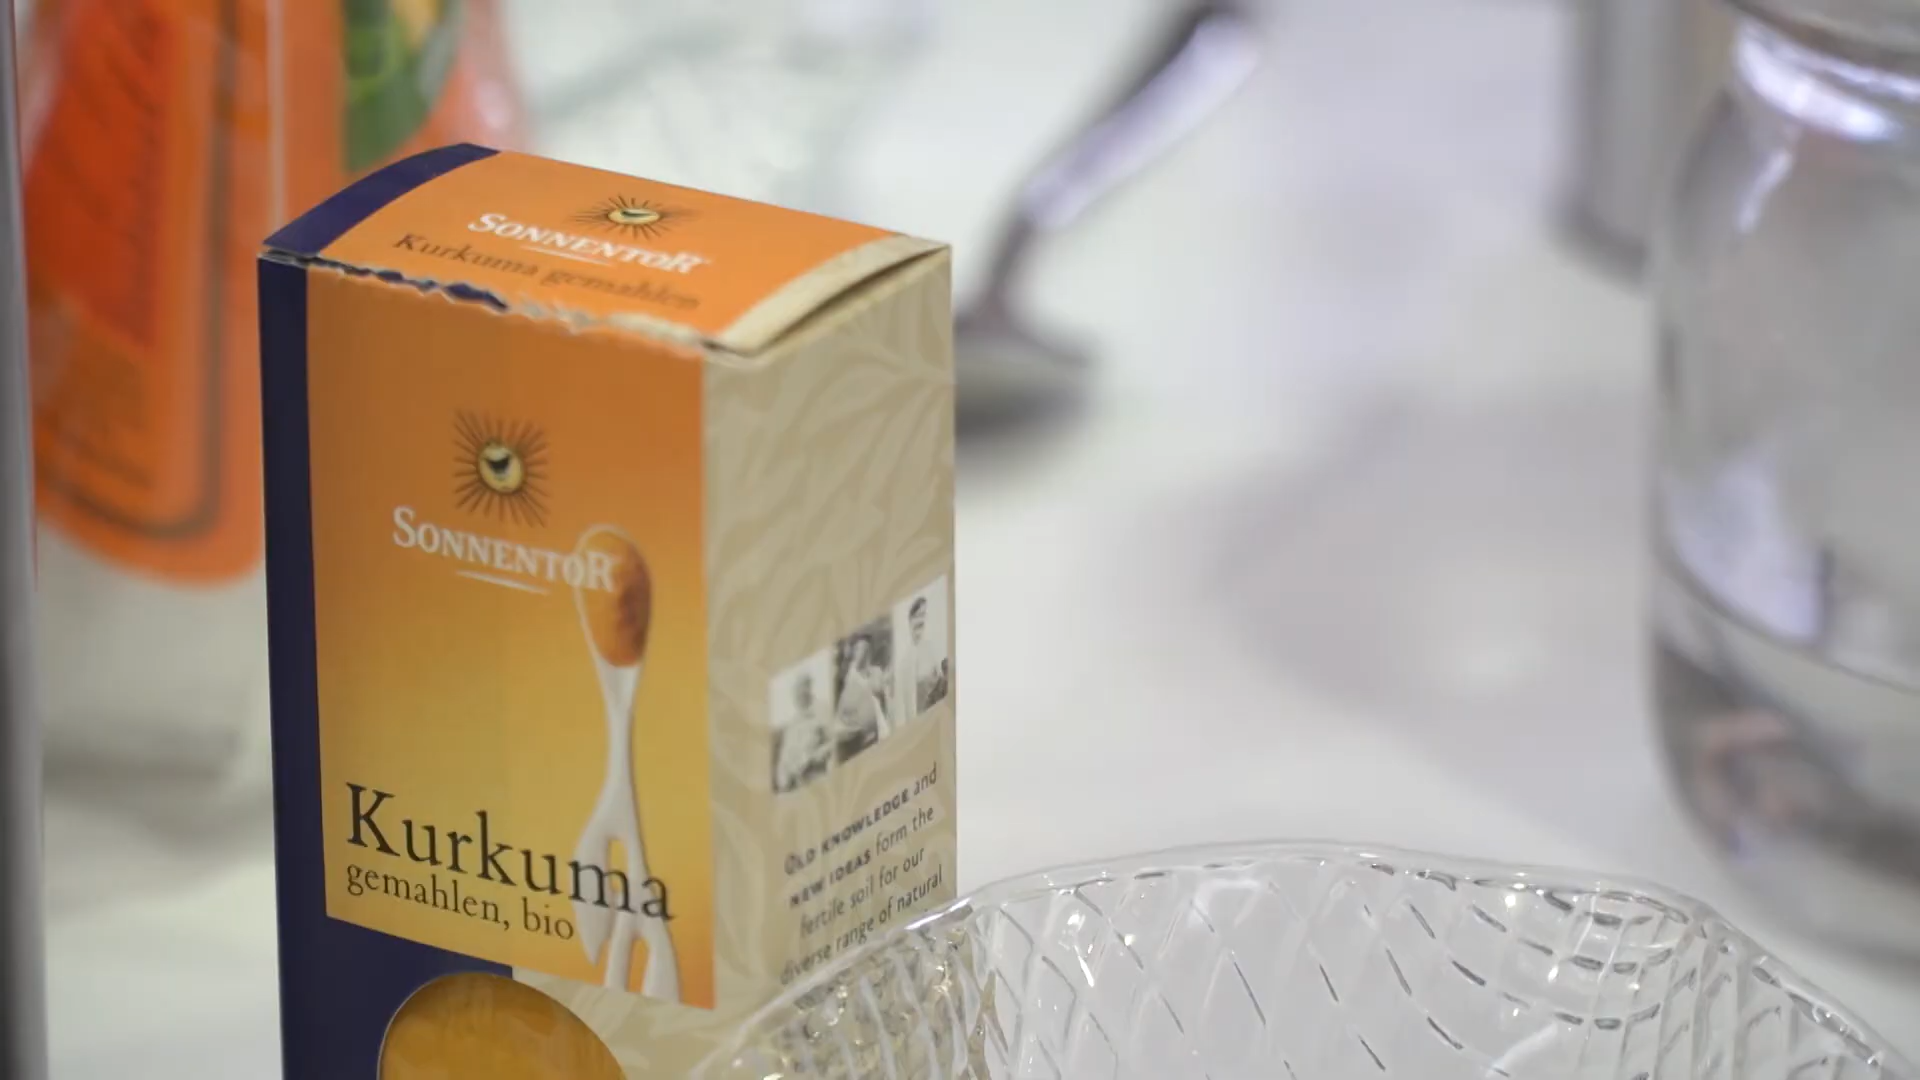 SONNENTOR
Kurkuma gemahlen
SONNENTOR
Kurkuma
gemahlen, bio
OLD KNOWLEDGE and
NEW IDEAS form the
fertile soil for our
diverse range of natural